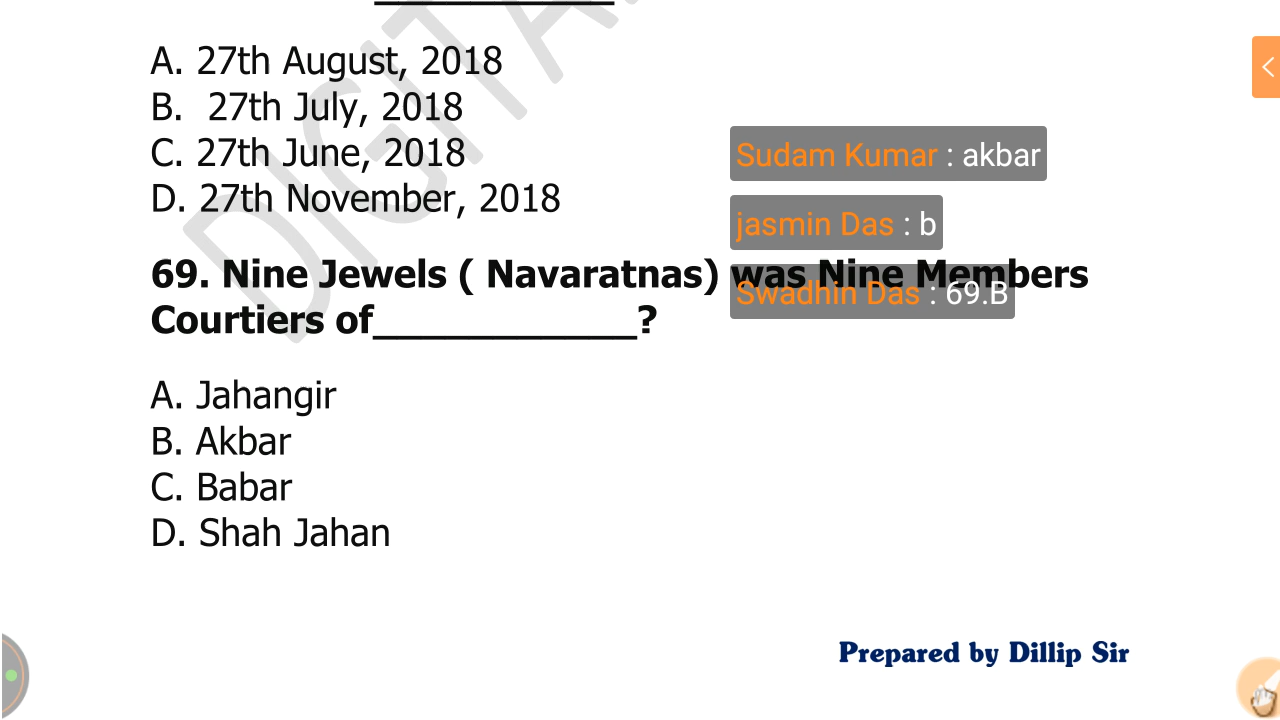 A. 27th August, 2018
B. 27th July, 2018
C. 27th June, 2018
D. 27th November, 2018
Sudam Kumar : akbar
jasmin Das : b
Swadhin Das : 69.B
69. Nine Jewels ( Navaratnas) was Nine Members
Courtiers of____________?
A. Jahangir
B. Akbar
C. Babar
D. Shah Jahan
Prepared by Dillip Sir
DIGITA